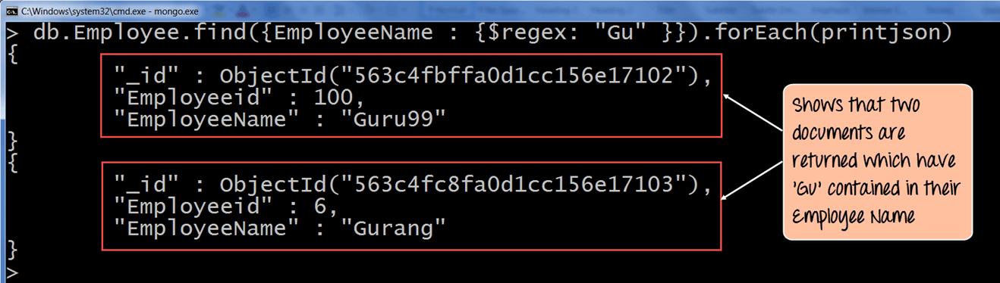 C:\Windows\system32\cmd.exe - mongo.exe
> db.Employee.find({EmployeeName : {$regex: "Gu" }}).forEach(printjson)
{
"_id" : ObjectId("563c4fbffa0d1cc156e17102"),
"Employeeid" : 100,
"EmployeeName" : "Guru99"
}
{
"_id" : ObjectId("563c4fc8fa0d1cc156e17103"),
"Employeeid" : 6,
"EmployeeName" : "Gurang"
}
>
Shows that two
documents are
returned which have
'Gu' contained in their
Employee Name